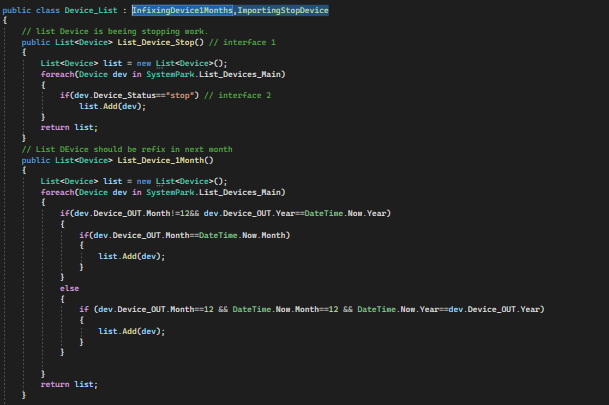 public class Device_List : InfixingDevice1Months,ImportingStopDevice
{
// list Device is beeing stopping work.
public List<Device> List_Device_Stop() // interface 1
{
List<Device> list = new List<Device>();
foreach(Device dev in SystemPark.List_Devices_Main)
{
if(dev.Device_Status=="stop") // interface 2
list.Add(dev);
}
return list;
}
// List DEvice should be refix in next month
public List<Device> List_Device_1Month()
{
List<Device> list = new List<Device>();
foreach(Device dev in SystemPark.List_Devices_Main)
{
if(dev.Device_OUT.Month!=12&& dev.Device_OUT.Year==DateTime.Now.Year)
{
if(dev.Device_OUT.Month==DateTime.Now.Month)
{
list.Add(dev);
}
}
else
{
if (dev.Device_OUT.Month==12 && DateTime.Now.Month==12 && DateTime.Now.Year==dev.Device_OUT.Year)
{
list.Add(dev);
}
}
}
return list;
}